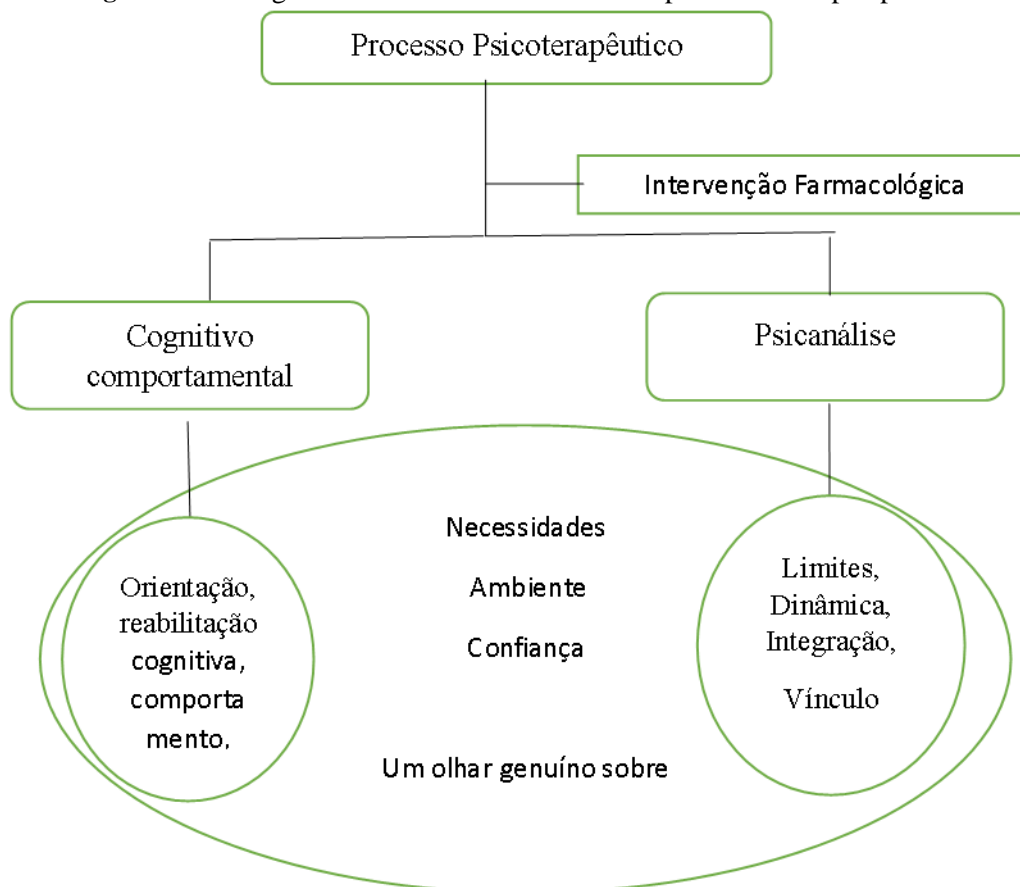 Processo Psicoterapêutico
Intervenção Farmacológica
Cognitivo
comportamental
Psicanálise
Orientação,
reabilitação
cognitiva,
comporta
mento,
Necessidades
Ambiente
Confiança
Um olhar genuíno sobre
Limites,
Dinâmica,
Integração,
Vínculo